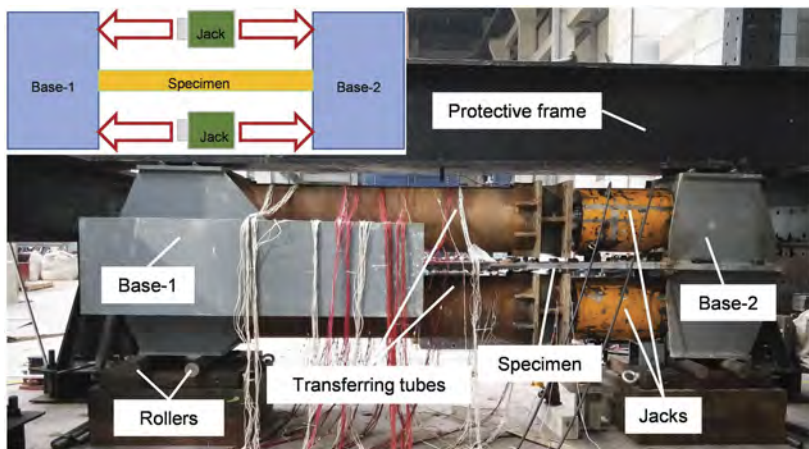 Jack
Base-1
Specimen
Base-2
Jack
Protective frame
Base-1
Base-2
Transferring tubes
Specimen
Rollers
Jacks